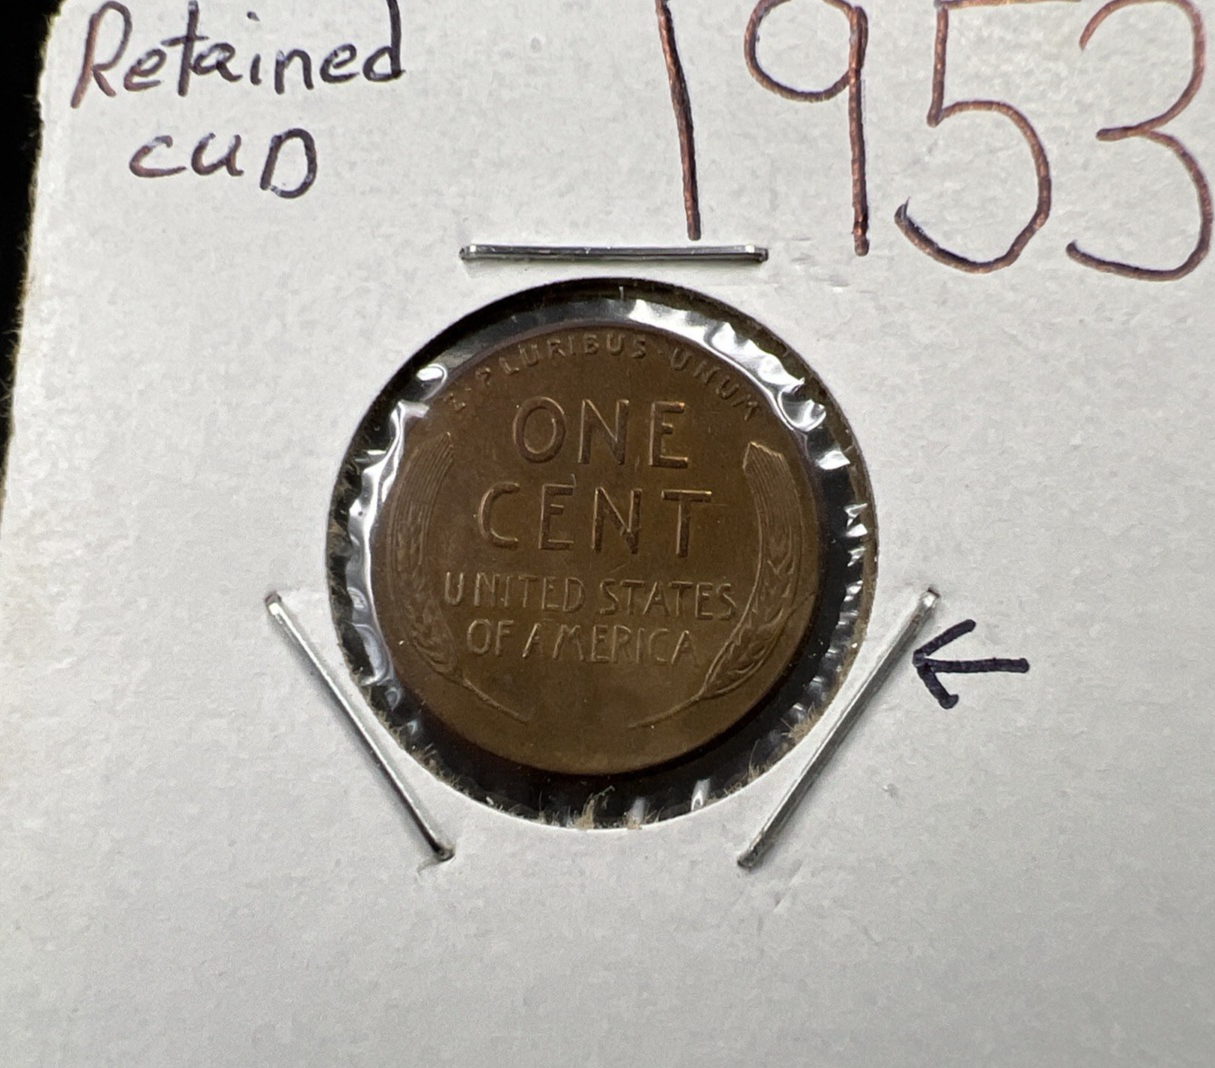 Retained
CUD
1953
E·PLURIBUS·UNUM
ONE
CENT
UNITED STATES
OF AMERICA